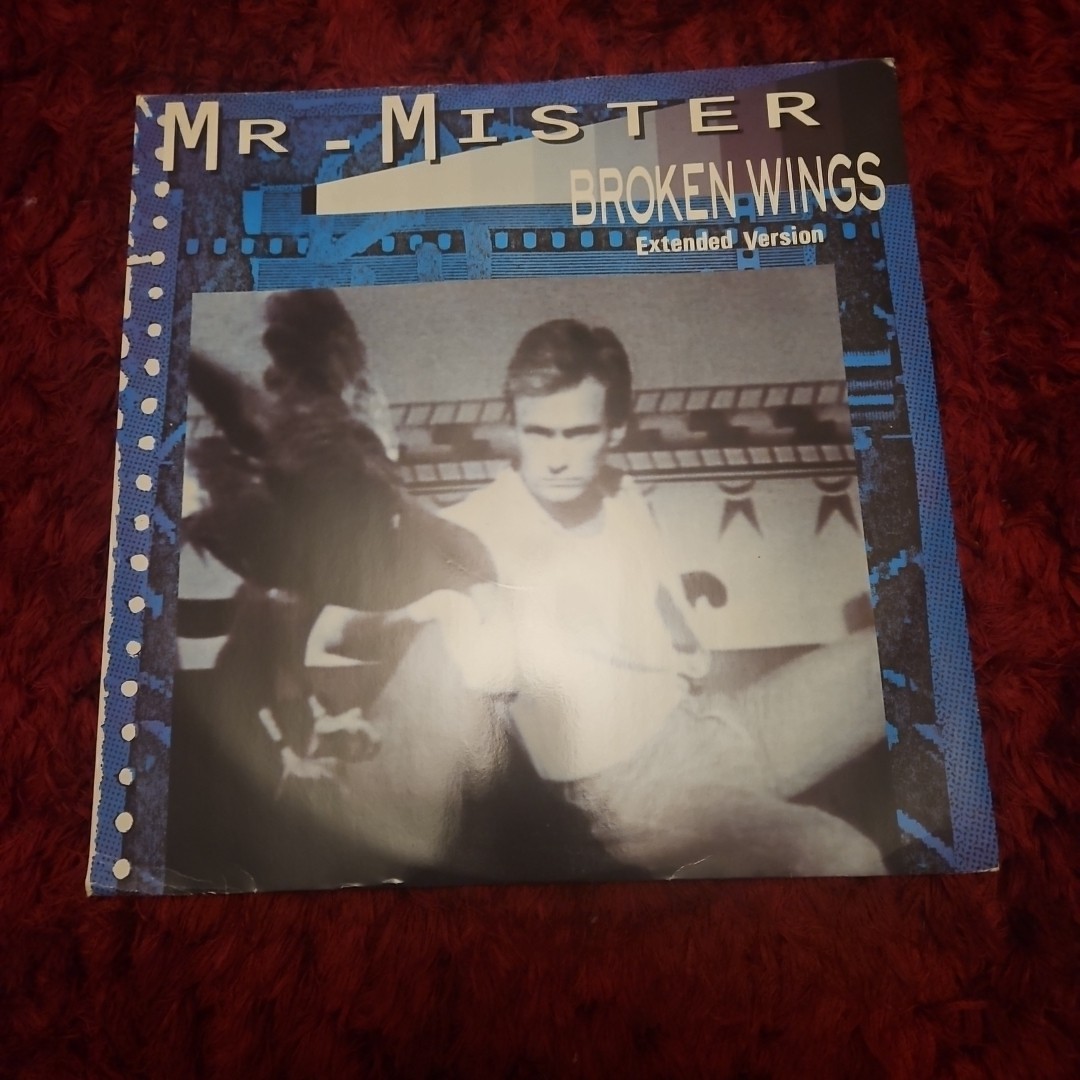 MR - MISTER
BROKEN WINGS
Extended Version